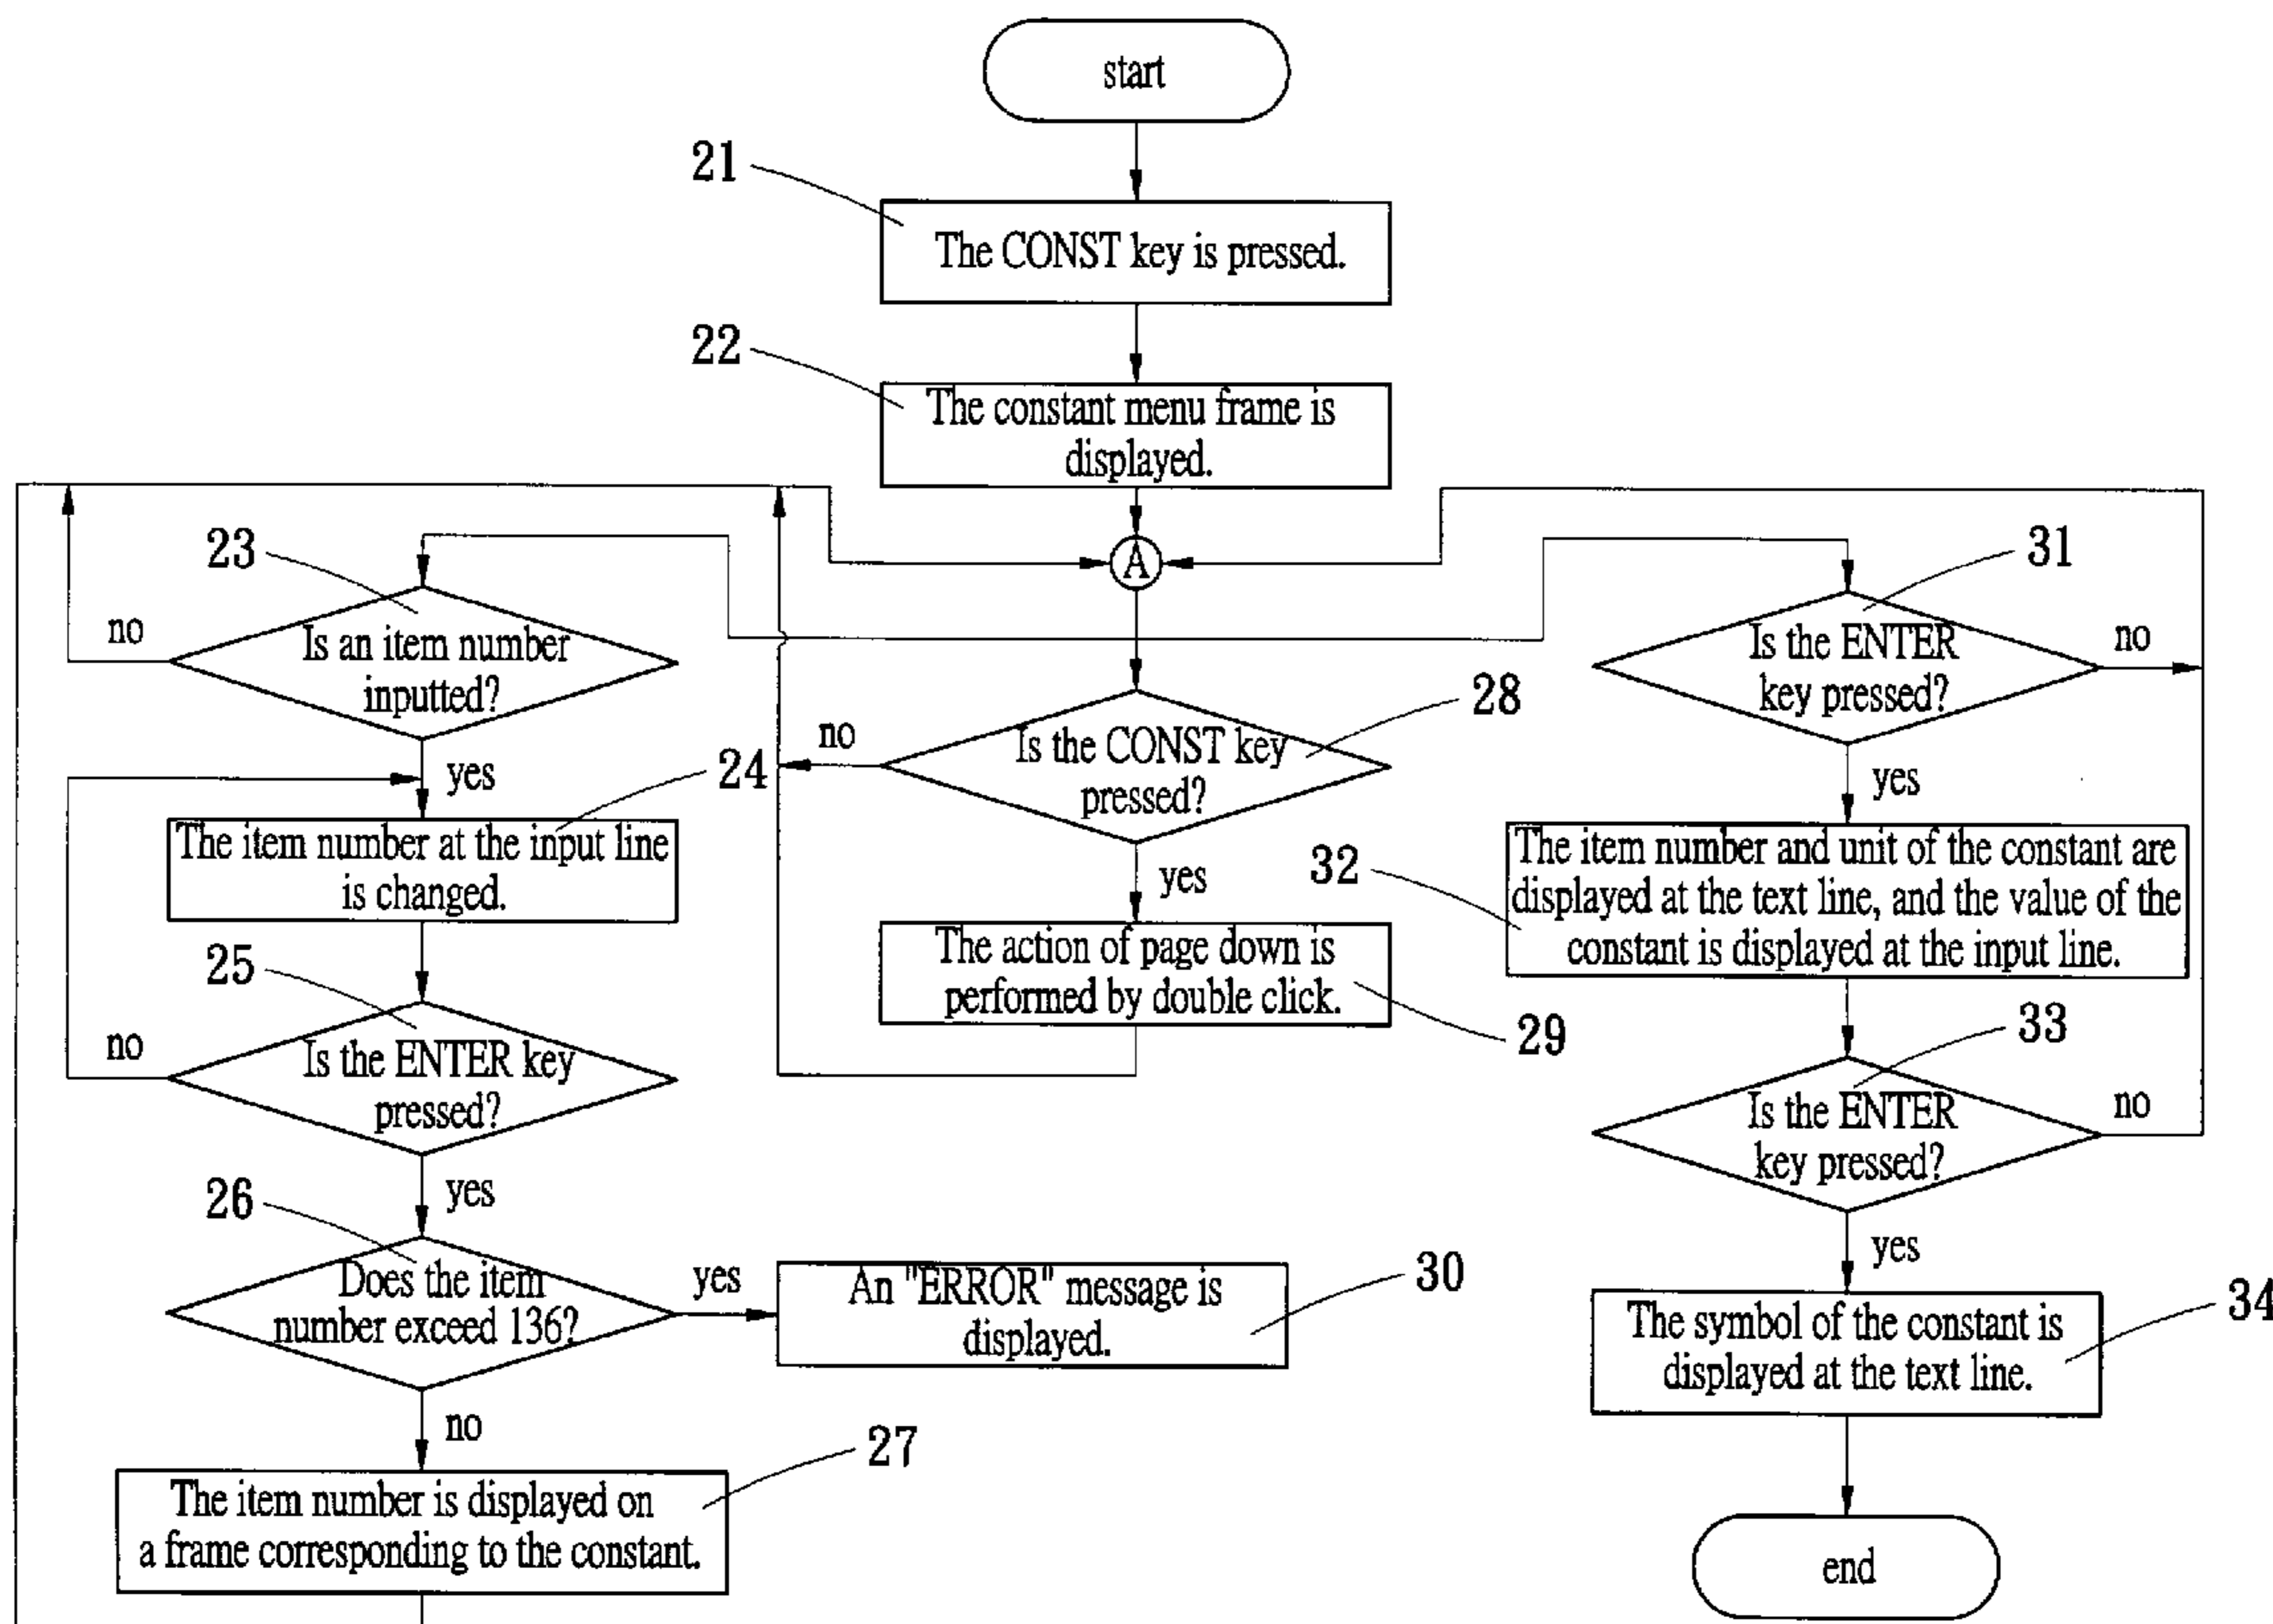 start
21
The CONST key is pressed.
22
The constant menu frame is
displayed.
A
23
Is an item number
inputted?
no
yes
24
The item number at the input line
is changed.
25
Is the ENTER key
pressed?
no
yes
26
Does the item
number exceed 136?
yes
no
An "ERROR" message is
displayed.
30
27
The item number is displayed on
a frame corresponding to the constant.
28
Is the CONST key
pressed?
no
yes
The action of page down is
performed by double click.
29
31
Is the ENTER
key pressed?
no
yes
32
The item number and unit of the constant are
displayed at the text line, and the value of the
constant is displayed at the input line.
33
Is the ENTER
key pressed?
no
yes
34
The symbol of the constant is
displayed at the text line.
end